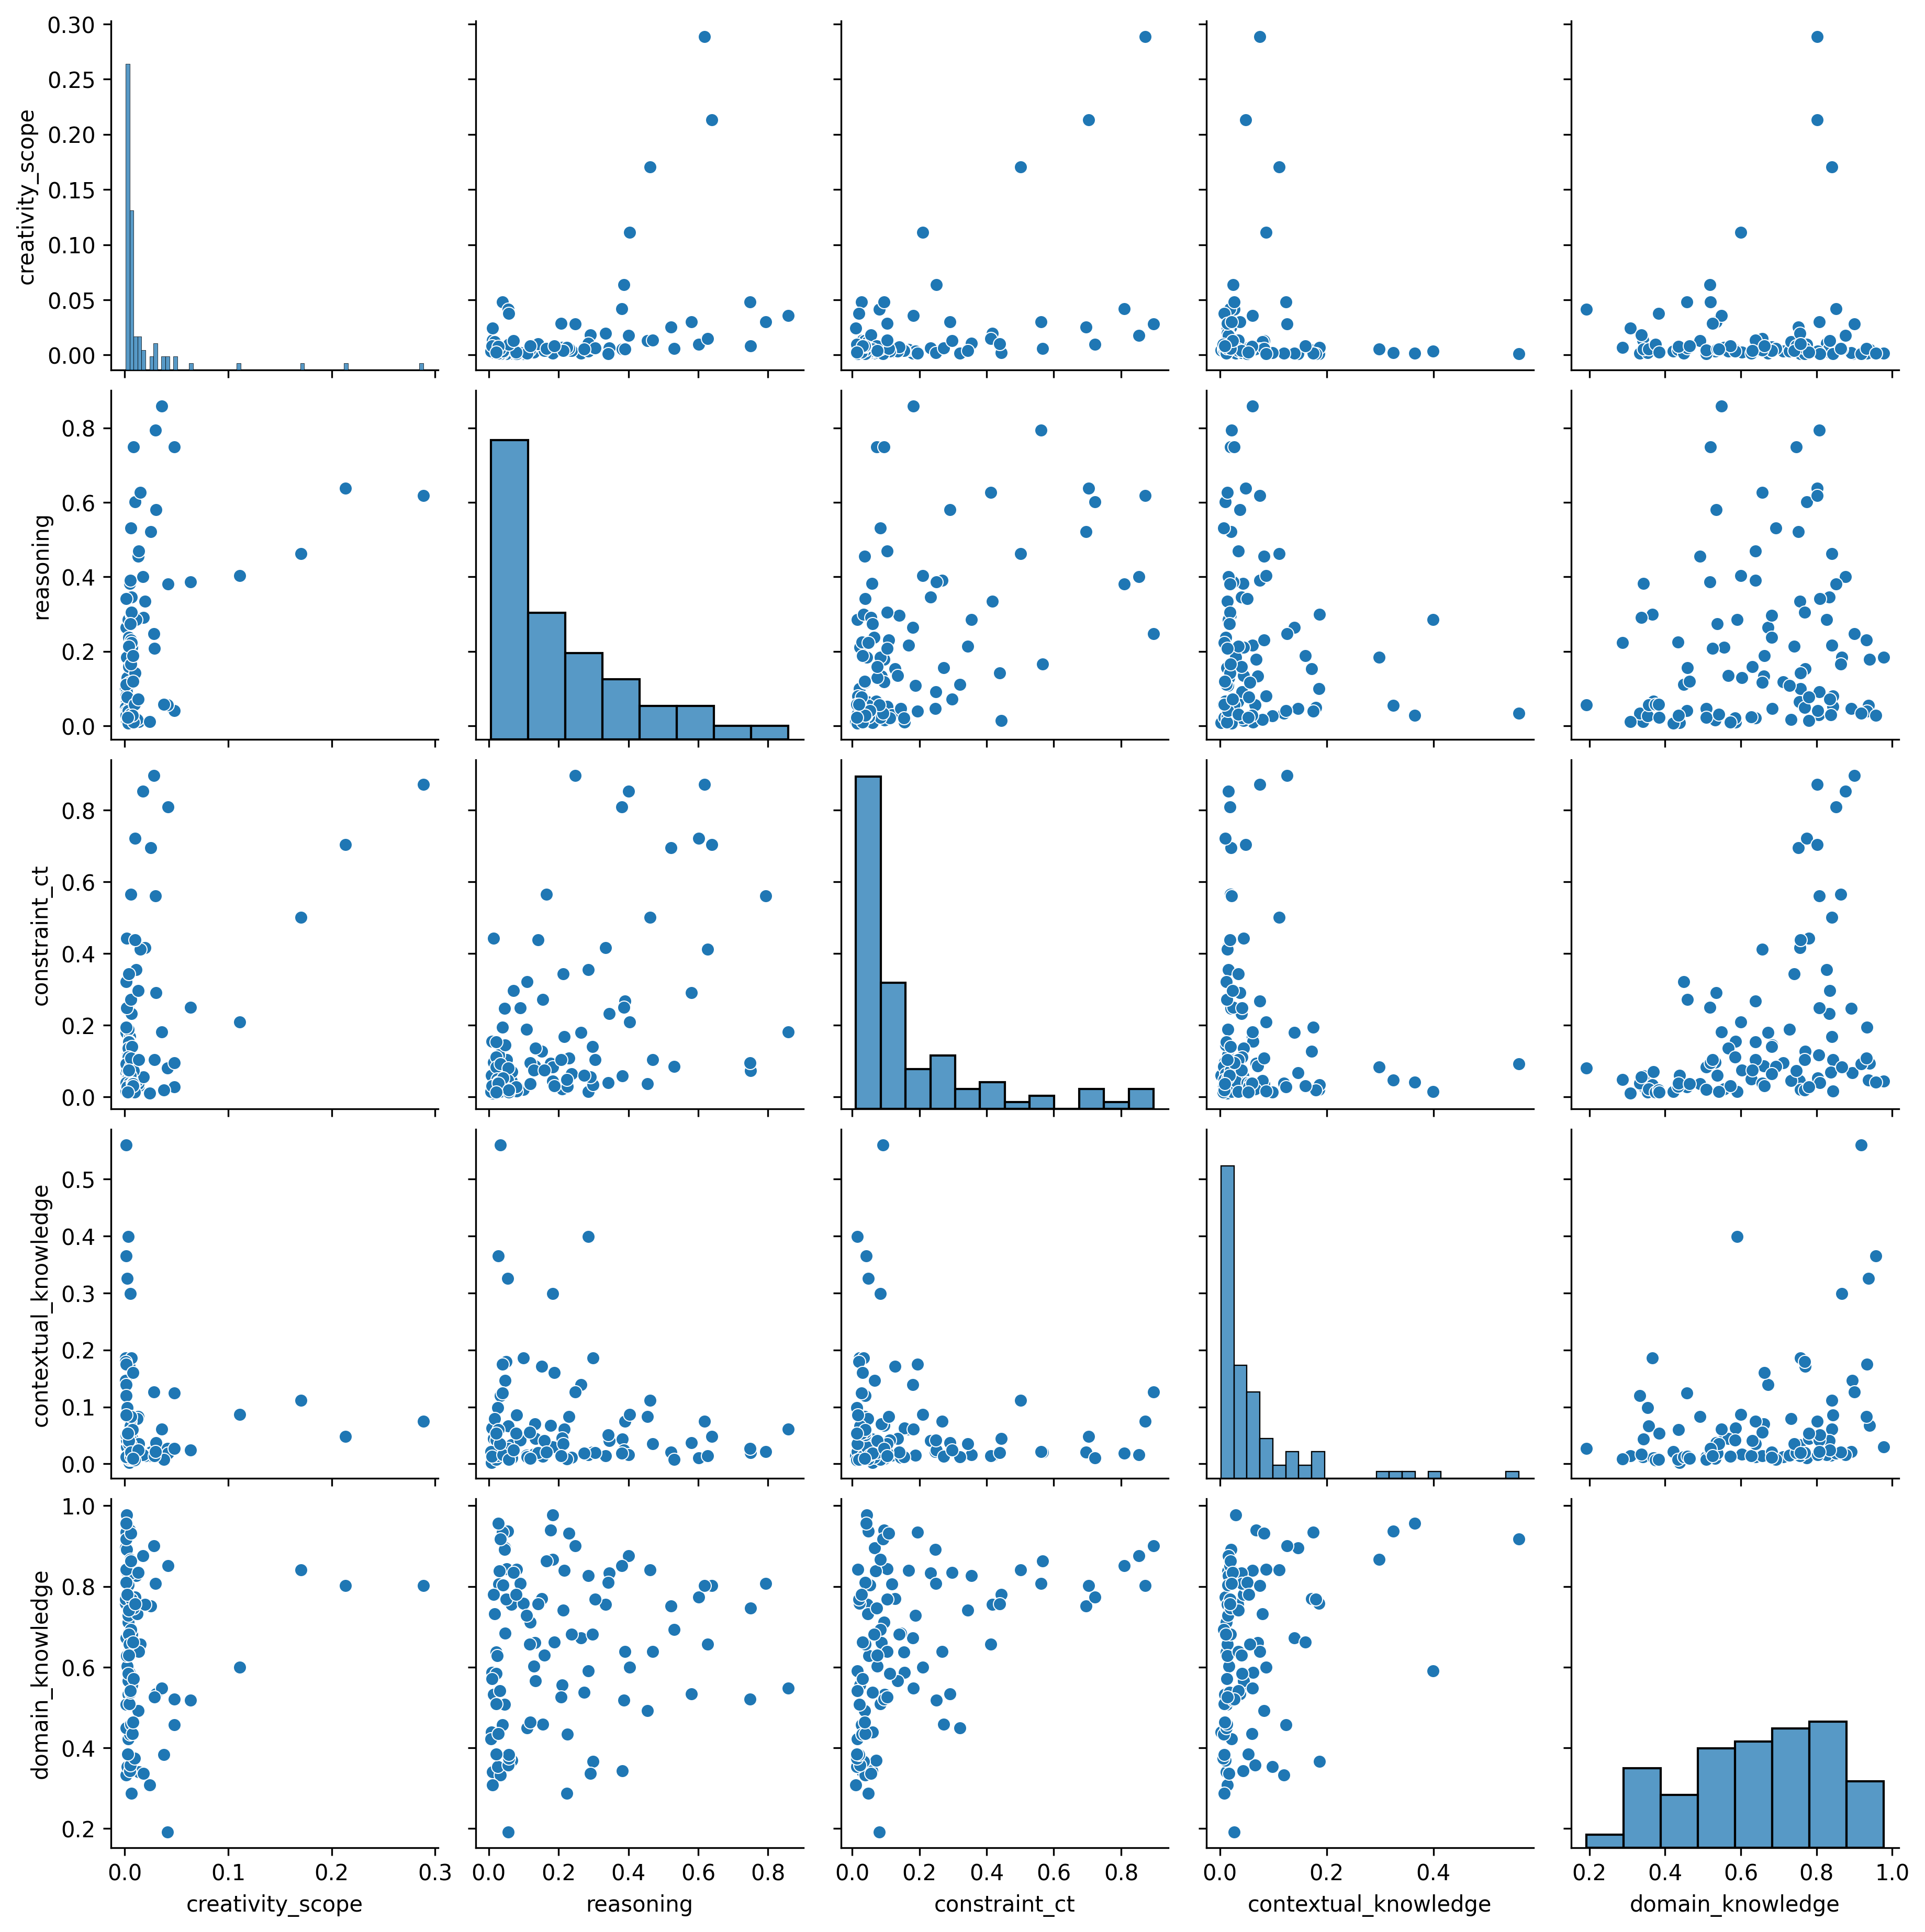 0.30
0.25
0.20
0.15
0.10
0.05
0.00
creativity_scope
0.8
0.6
0.4
0.2
0.0
reasoning
0.8
0.6
0.4
0.2
0.0
constraint_ct
0.5
0.4
0.3
0.2
0.1
0.0
contextual_knowledge
1.0
0.8
0.6
0.4
0.2
domain_knowledge
0.0 0.1 0.2 0.3
0.0 0.2 0.4 0.6 0.8
0.0 0.2 0.4 0.6 0.8
0.0 0.2 0.4
0.2 0.4 0.6 0.8 1.0
creativity_scope
reasoning
constraint_ct
contextual_knowledge
domain_knowledge